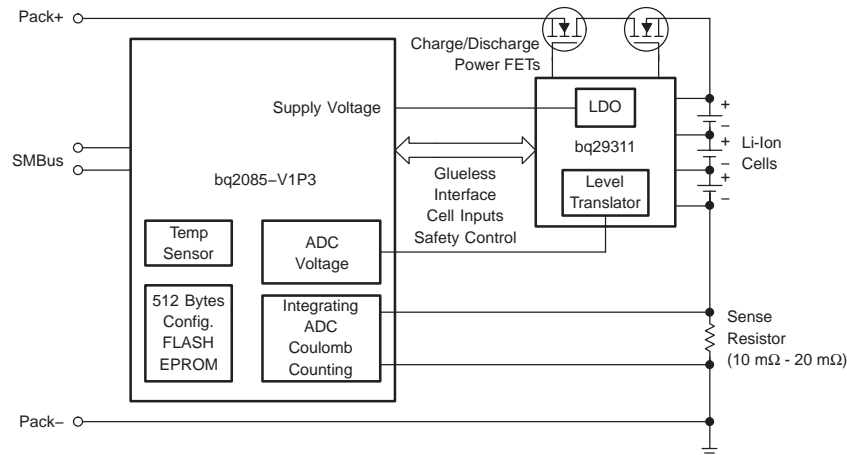 Pack+
Charge/Discharge
Power FETs
Supply Voltage
LDO
bq29311
+
−
+
−
+
−
Li-Ion
Cells
SMBus
bq2085−V1P3
Glueless
Interface
Cell Inputs
Safety Control
Level
Translator
Temp
Sensor
ADC
Voltage
512 Bytes
Config.
FLASH
EPROM
Integrating
ADC
Coulomb
Counting
Sense
Resistor
(10 mΩ - 20 mΩ)
Pack−